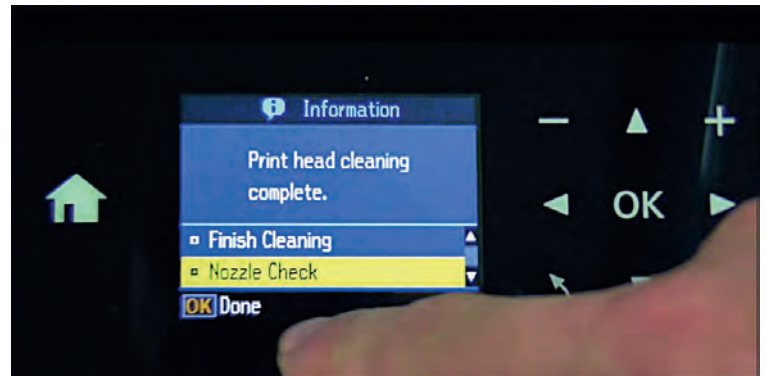 Information
Print head cleaning
complete.
Finish Cleaning
Nozzle Check
OK Done
OK